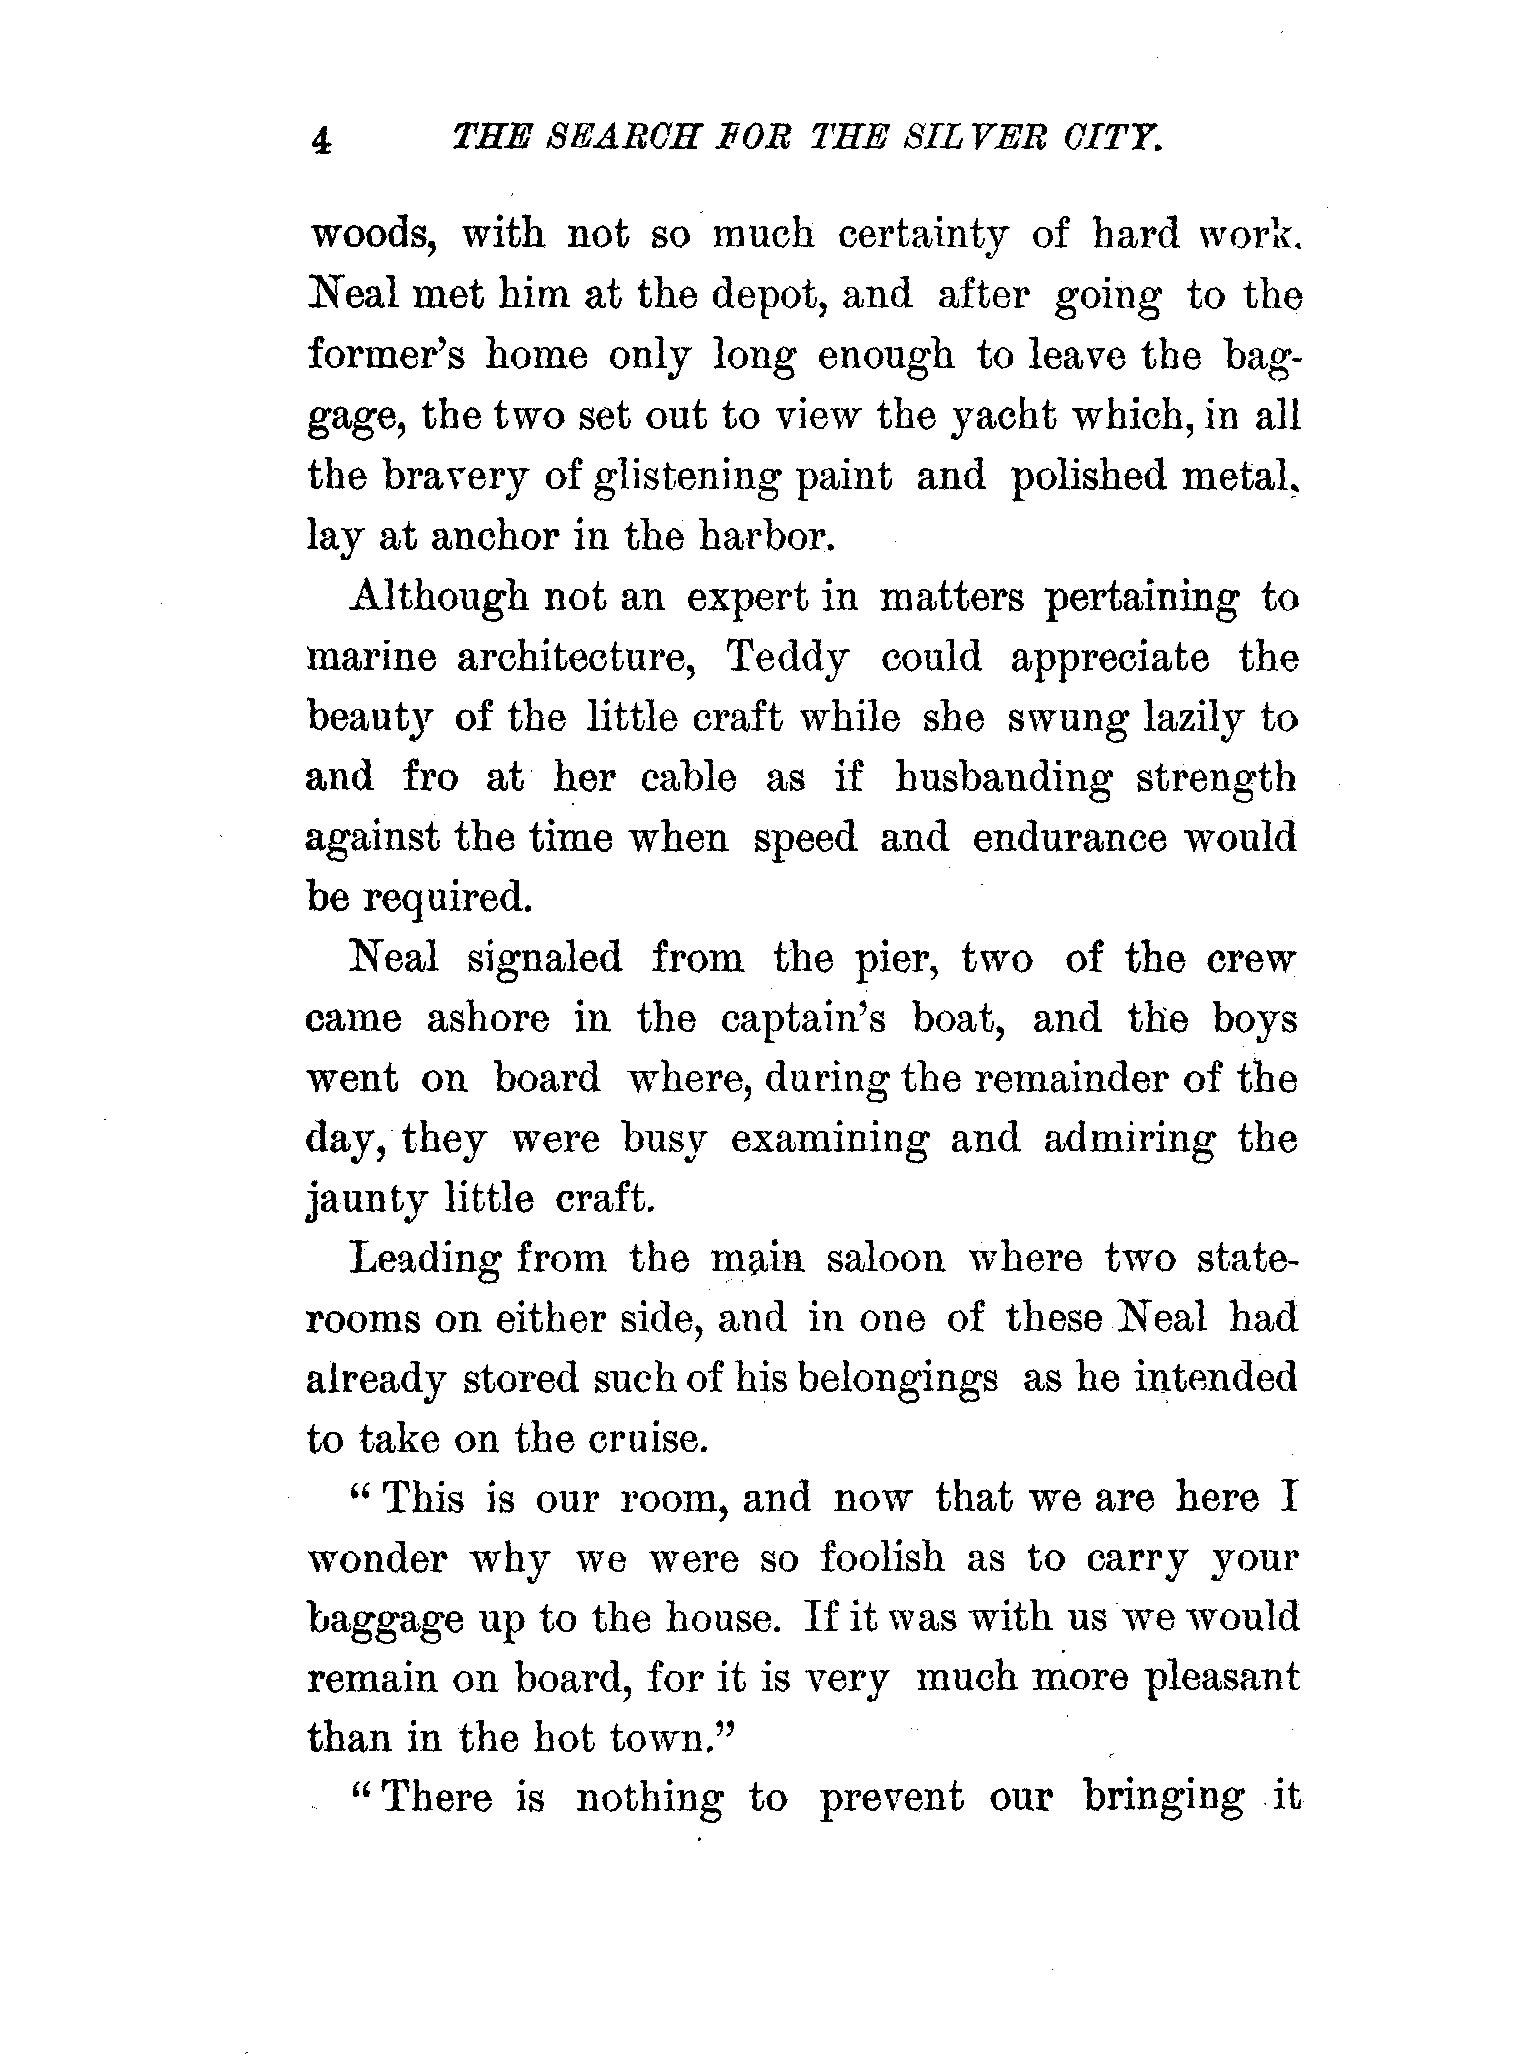 4 THE SEARCH FOR THE SILVER CITY.
woods, with not so much certainty of hard work.
Neal met him at the depot, and after going to the
former's home only long enough to leave the bag-
gage, the two set out to view the yacht which, in all
the bravery of glistening paint and polished metal,
lay at anchor in the harbor.
Although not an expert in matters pertaining to
marine architecture, Teddy could appreciate the
beauty of the little craft while she swung lazily to
and fro at her cable as if husbanding strength
against the time when speed and endurance would
be required.
Neal signaled from the pier, two of the crew
came ashore in the captain's boat, and the boys
went on board where, during the remainder of the
day, they were busy examining and admiring the
jaunty little craft.
Leading from the main saloon where two state-
rooms on either side, and in one of these Neal had
already stored such of his belongings as he intended
to take on the cruise.
“This is our room, and now that we are here I
wonder why we were so foolish as to carry your
baggage up to the house. If it was with us we would
remain on board, for it is very much more pleasant
than in the hot town.”
“There is nothing to prevent our bringing it